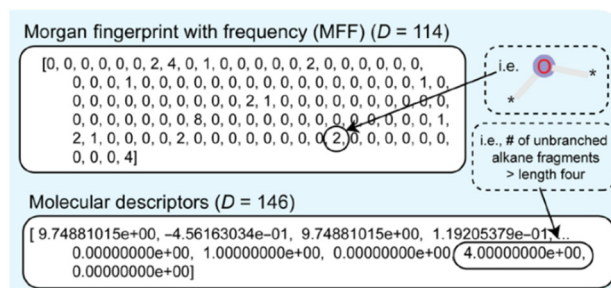 Morgan fingerprint with frequency (MFF) (D = 114)
[0, 0, 0, 0, 0, 0, 2, 4, 0, 1, 0, 0, 0, 0, 0, 2, 0, 0, 0, 0, 0, 0,
0, 0, 0, 1, 0, 0, 0, 0, 0, 0, 0, 0, 0, 0, 0, 0, 0, 0, 0, 1, 0,
0, 0, 0, 0, 0, 0, 0, 0, 0, 0, 2, 1, 0, 0, 0, 0, 0, 0, 0, 0, 0,
0, 0, 0, 0, 0, 0, 8, 0, 0, 0, 0, 0, 0, 0, 0, 0, 0, 0, 0, 0, 1,
2, 1, 0, 0, 0, 0, 2, 0, 0, 0, 0, 0, 0, 0, 0, 2, 0, 0, 0, 0, 0, 0,
0, 0, 0, 4]
i.e.
O
*
*
i.e., # of unbranched
alkane fragments
> length four
Molecular descriptors (D = 146)
[ 9.74881015e+00, –4.56163034e–01, 9.74881015e+00, 1.19205379e–01,...
0.00000000e+00, 1.00000000e+00, 0.00000000e+00 4.00000000e+00,
0.00000000e+00]